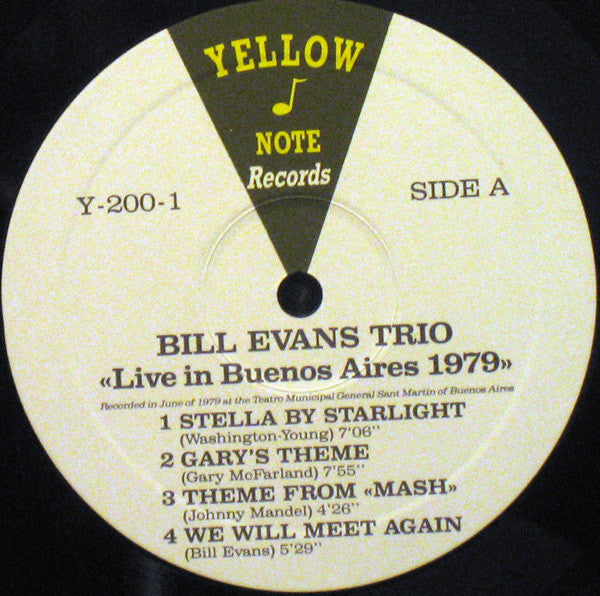 YELLOW
NOTE
Records
Y-200-1
SIDE A
BILL EVANS TRIO
«Live in Buenos Aires 1979»
Recorded in June of 1979 at the Teatro Municipal General Sant Martin of Buenos Aires
1 STELLA BY STARLIGHT
(Washington-Young) 7'06''
2 GARY'S THEME
(Gary McFarland) 7'55''
3 THEME FROM «MASH»
(Johnny Mandel) 4'26''
4 WE WILL MEET AGAIN
(Bill Evans) 5'29''